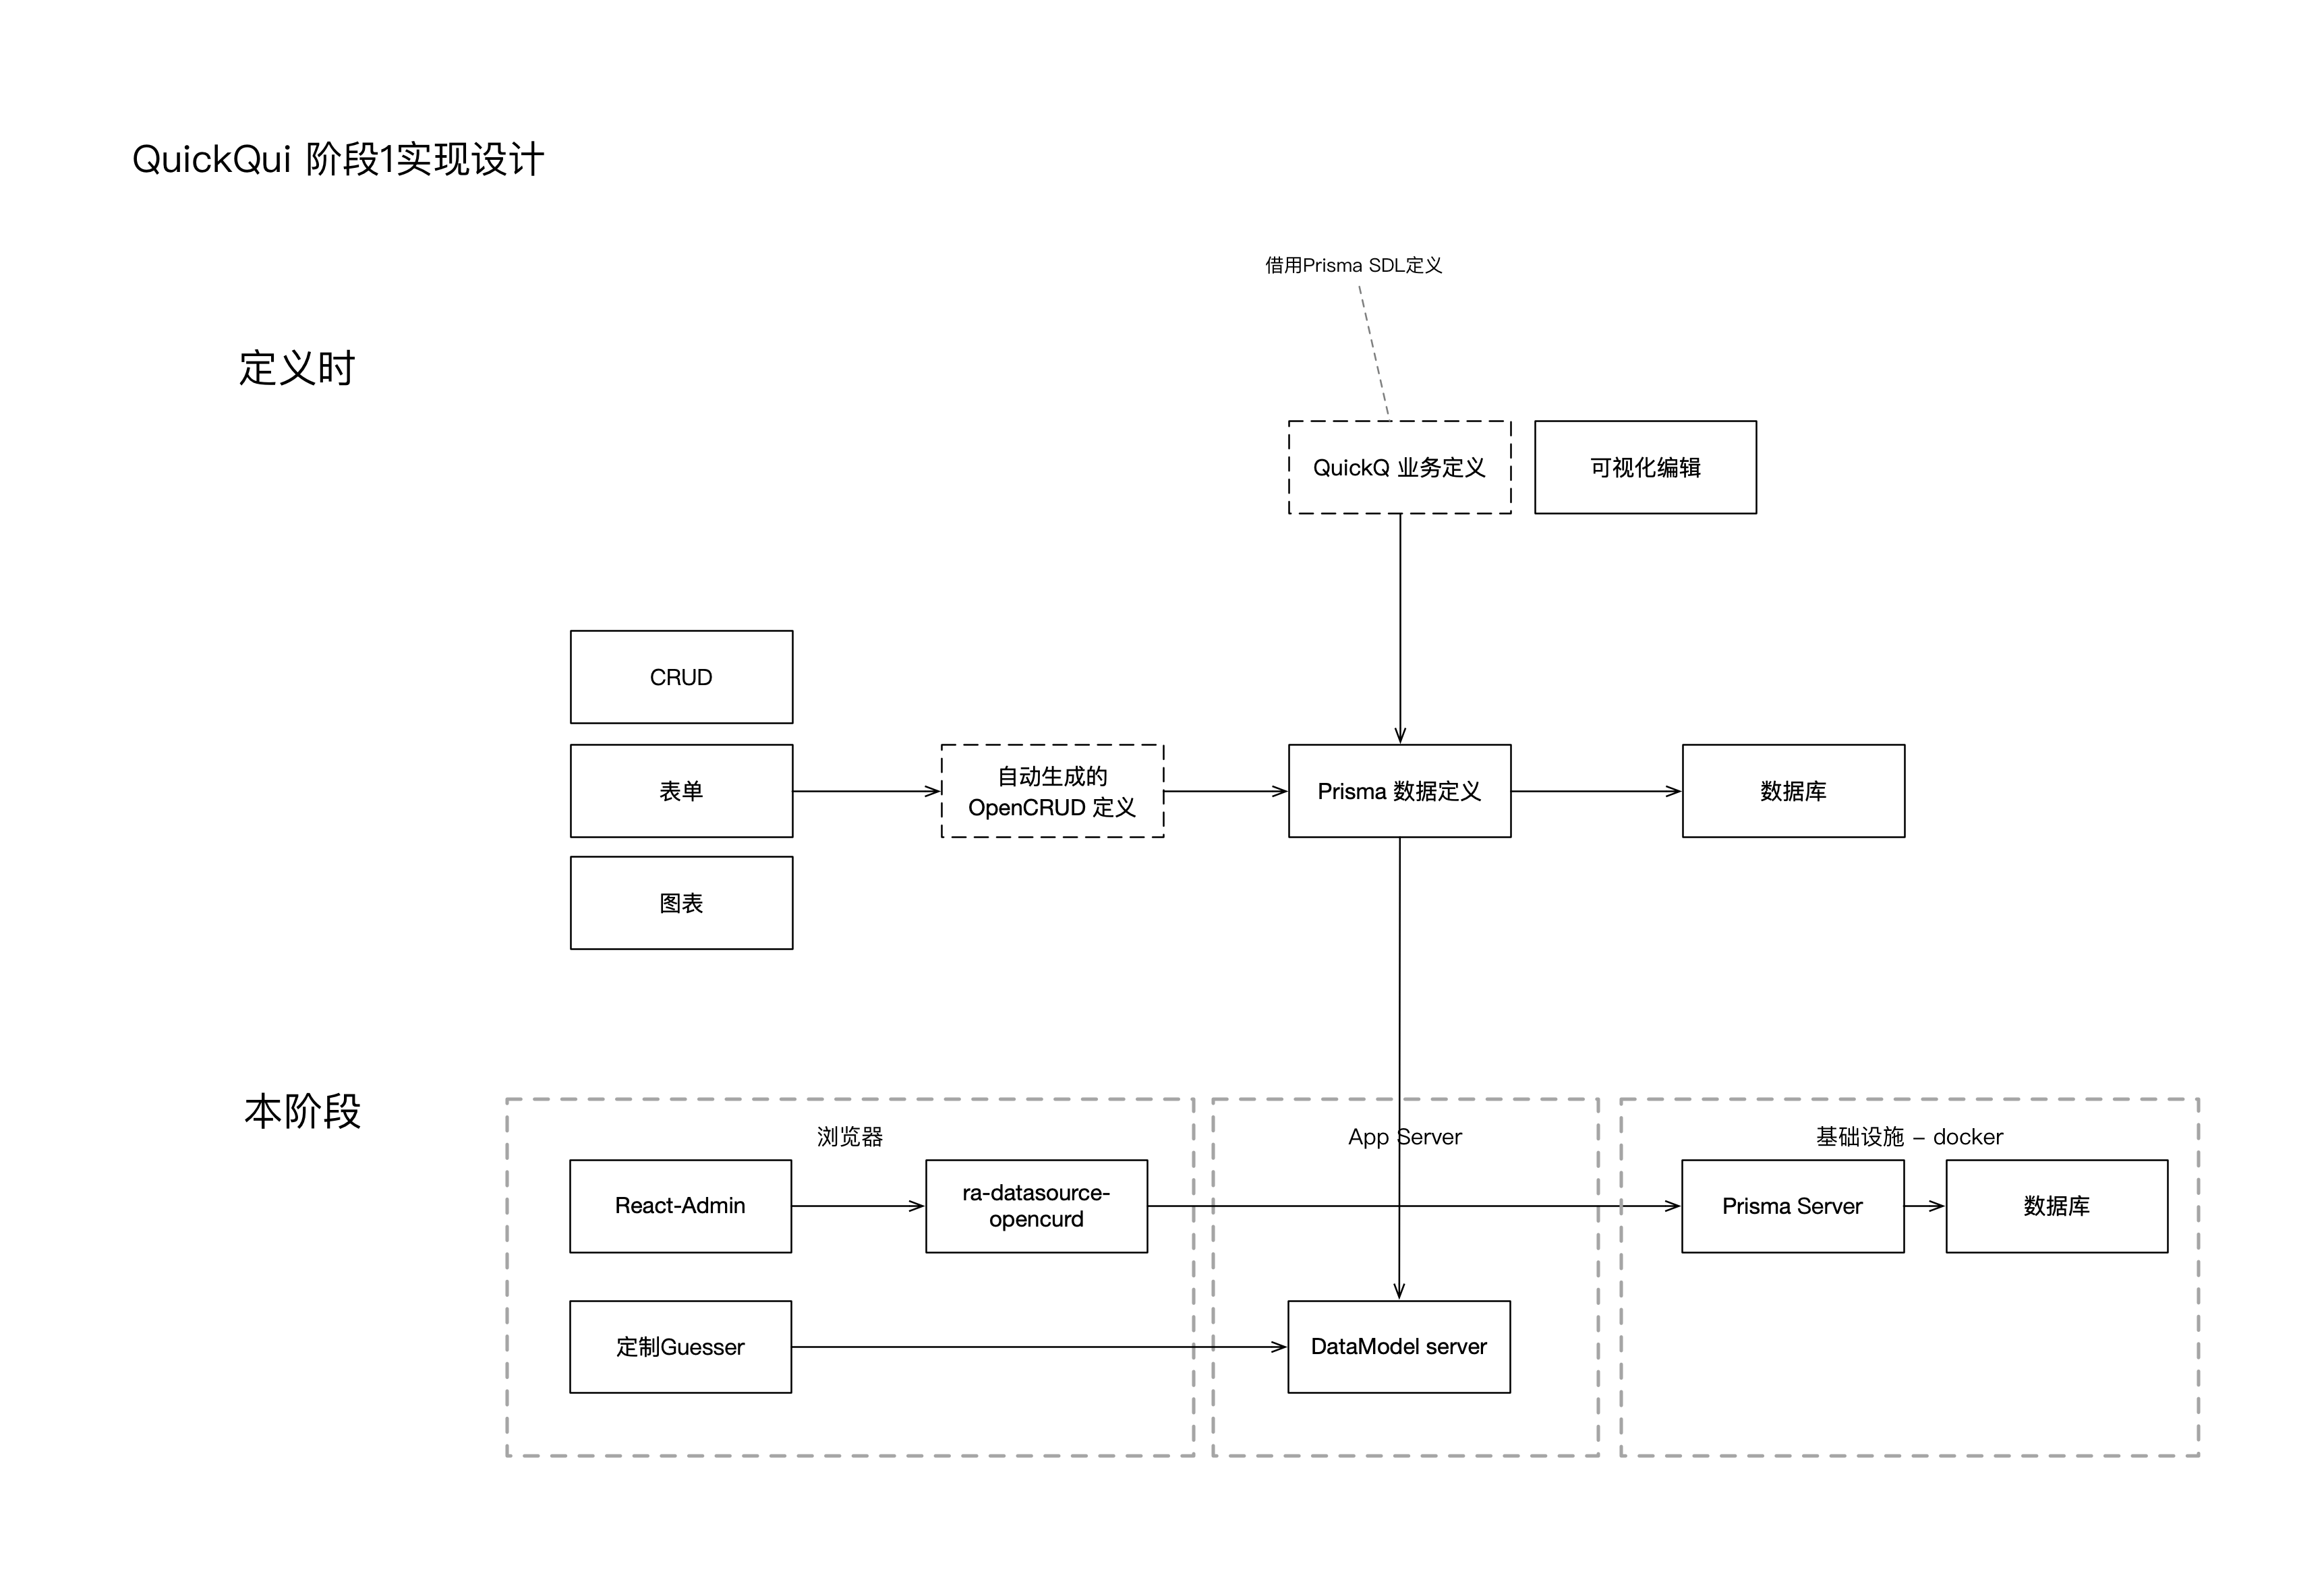 QuickQui 阶段1实现设计
借用Prisma SDL定义
定义时
QuickQ 业务定义
可视化编辑
CRUD
表单
自动生成的
OpenCRUD 定义
Prisma 数据定义
数据库
图表
本阶段
浏览器
App Server
基础设施 – docker
React-Admin
ra-datasource-
opencurd
Prisma Server
数据库
定制Guesser
DataModel server